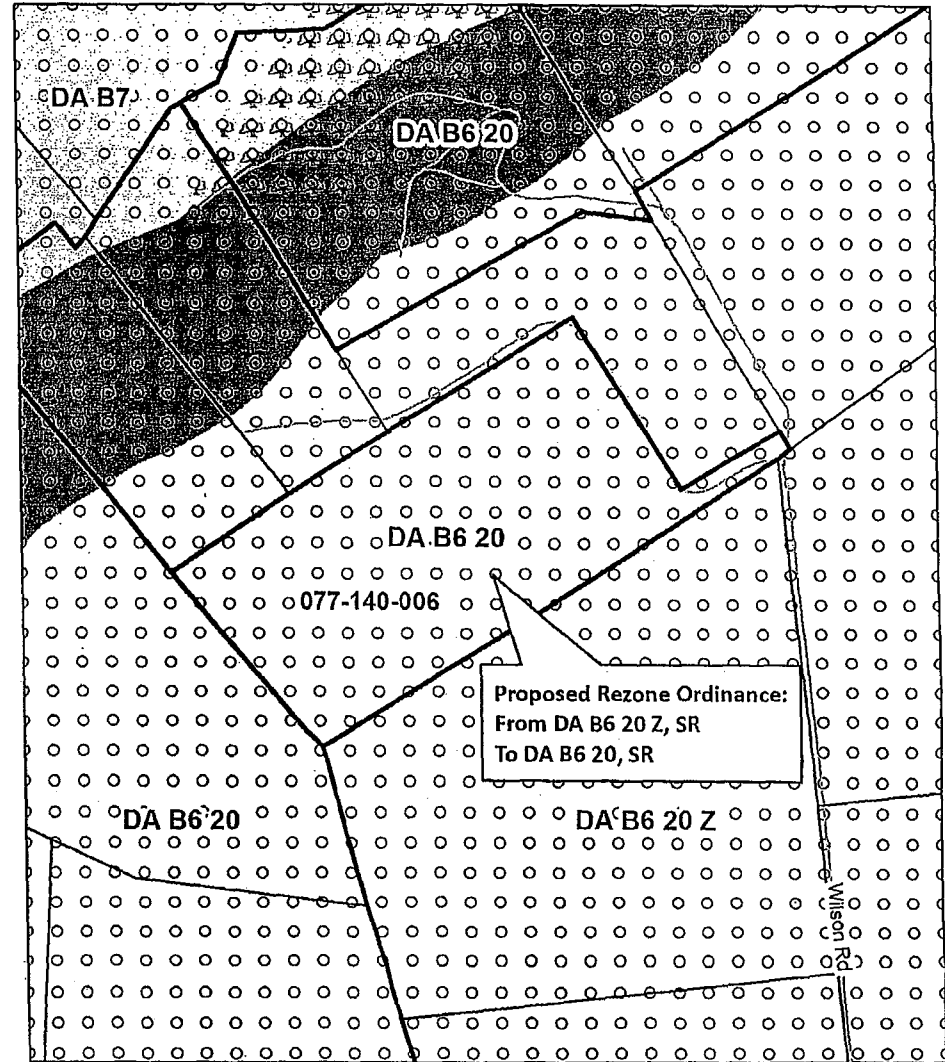 DA B7
DA B6 20
DA B6 20
077-140-006
Proposed Rezone Ordinance:
From DA B6 20 Z, SR
To DA B6 20, SR
DA B6 20
DA B6 20 Z
Wilson Rd